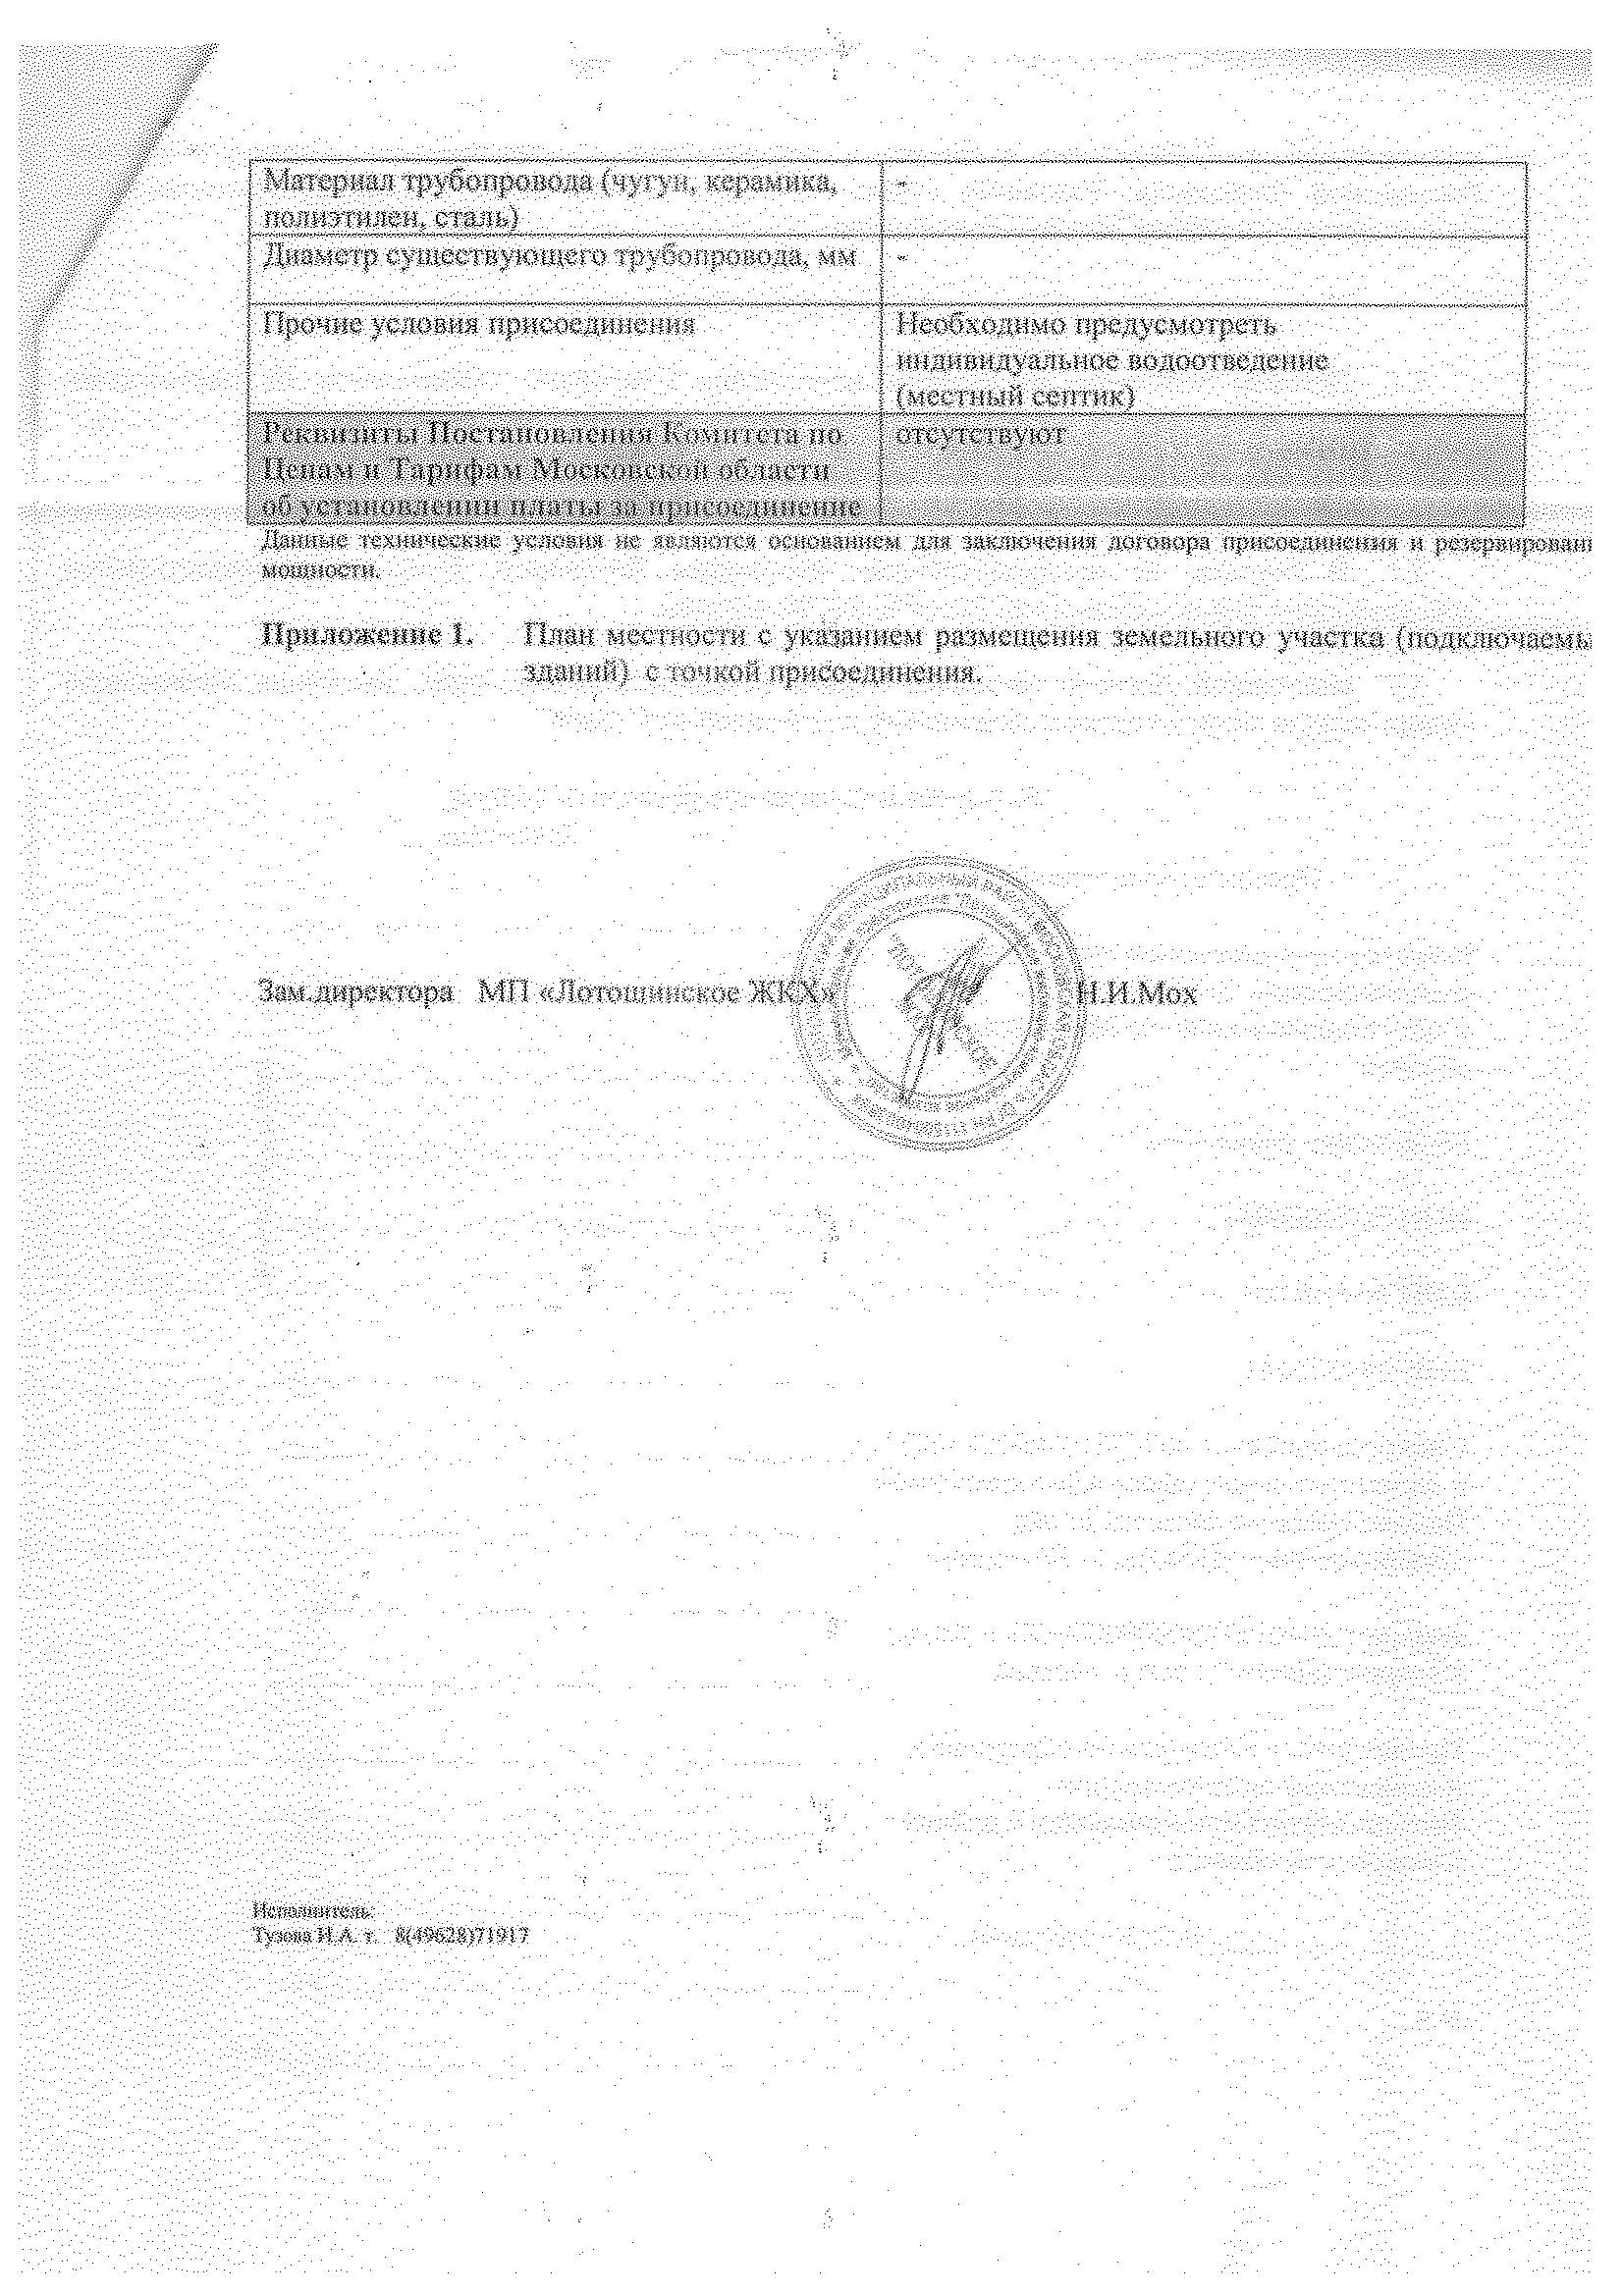 Материал трубопровода (чугун, керамика,
полиэтилен, сталь)
-
Диаметр существующего трубопровода, мм
-
Прочие условия присоединения
Необходимо предусмотреть
индивидуальное водоотведение
(местный септик)
Реквизиты Постановления Комитета по
Ценам и Тарифам Московской области
об установлении платы за присоединение
отсутствуют
Данные технические условия не являются основанием для заключения договора присоединения и резервирован
мощности.
Приложение 1. План местности с указанием размещения земельного участка (подключаемы
зданий) с точкой присоединения.
Зам.директора МП «Лотошинское ЖКХ» Н.И.Мох
Исполнитель:
Тузова Н.А. т. 8(49628)71917